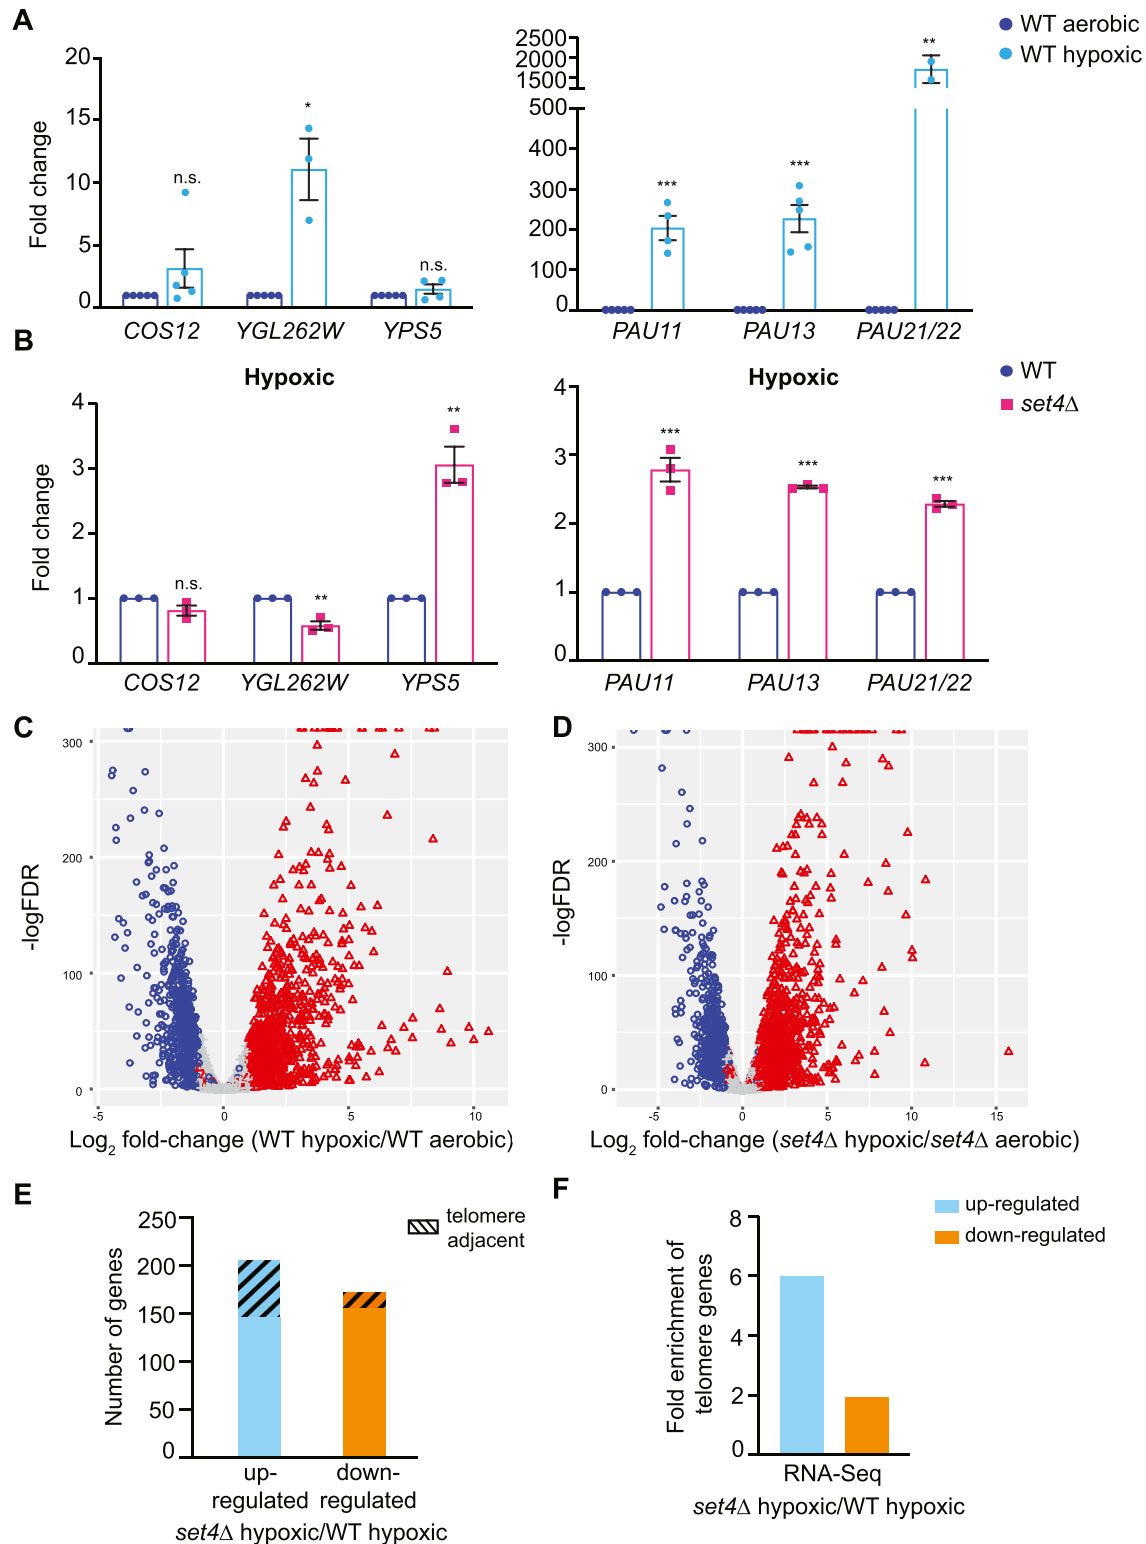 A
WT aerobic
WT hypoxic
Fold change
20
15
10
5
0
n.s.
*
n.s.
COS12
YGL262W
YPS5
2500
2000
1500
500
400
300
200
100
0
***
***
**
PAU11
PAU13
PAU21/22
B
Hypoxic
Fold change
4
3
2
1
0
n.s.
**
**
COS12
YGL262W
YPS5
Hypoxic
4
3
2
1
0
***
***
***
PAU11
PAU13
PAU21/22
WT
set4Δ
C
-logFDR
300
200
100
0
-5
0
5
10
Log2 fold-change (WT hypoxic/WT aerobic)
D
-logFDR
300
200
100
0
-5
0
5
10
15
Log2 fold-change (set4Δ hypoxic/set4Δ aerobic)
E
Number of genes
250
200
150
100
50
0
telomere
adjacent
up-
regulated
down-
regulated
set4Δ hypoxic/WT hypoxic
F
Fold enrichment of
telomere genes
8
6
4
2
0
up-regulated
down-regulated
RNA-Seq
set4Δ hypoxic/WT hypoxic